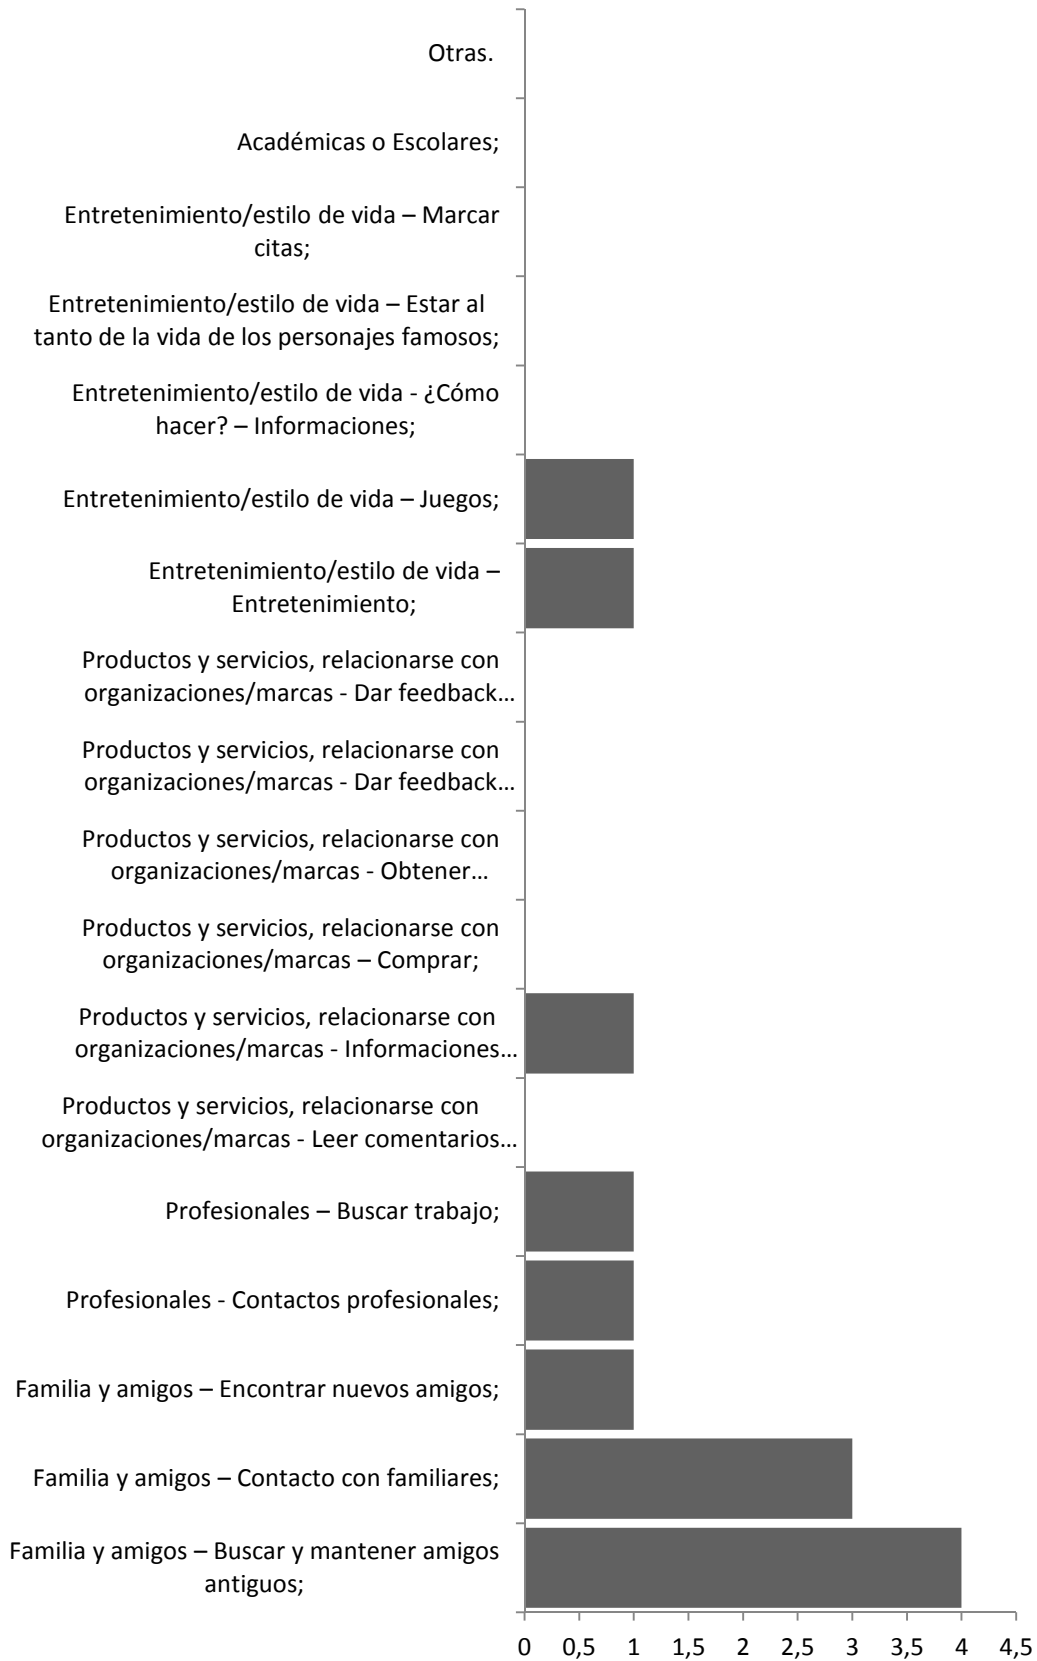 Otras.
Académicas o Escolares;
Entretenimiento/estilo de vida – Marcar
citas;
Entretenimiento/estilo de vida – Estar al
tanto de la vida de los personajes famosos;
Entretenimiento/estilo de vida - ¿Cómo
hacer? – Informaciones;
Entretenimiento/estilo de vida – Juegos;
Entretenimiento/estilo de vida –
Entretenimiento;
Productos y servicios, relacionarse con
organizaciones/marcas - Dar feedback…
Productos y servicios, relacionarse con
organizaciones/marcas - Dar feedback…
Productos y servicios, relacionarse con
organizaciones/marcas - Obtener…
Productos y servicios, relacionarse con
organizaciones/marcas – Comprar;
Productos y servicios, relacionarse con
organizaciones/marcas - Informaciones…
Productos y servicios, relacionarse con
organizaciones/marcas - Leer comentarios…
Profesionales – Buscar trabajo;
Profesionales - Contactos profesionales;
Familia y amigos – Encontrar nuevos amigos;
Familia y amigos – Contacto con familiares;
Familia y amigos – Buscar y mantener amigos
antiguos;
0 0,5 1 1,5 2 2,5 3 3,5 4 4,5